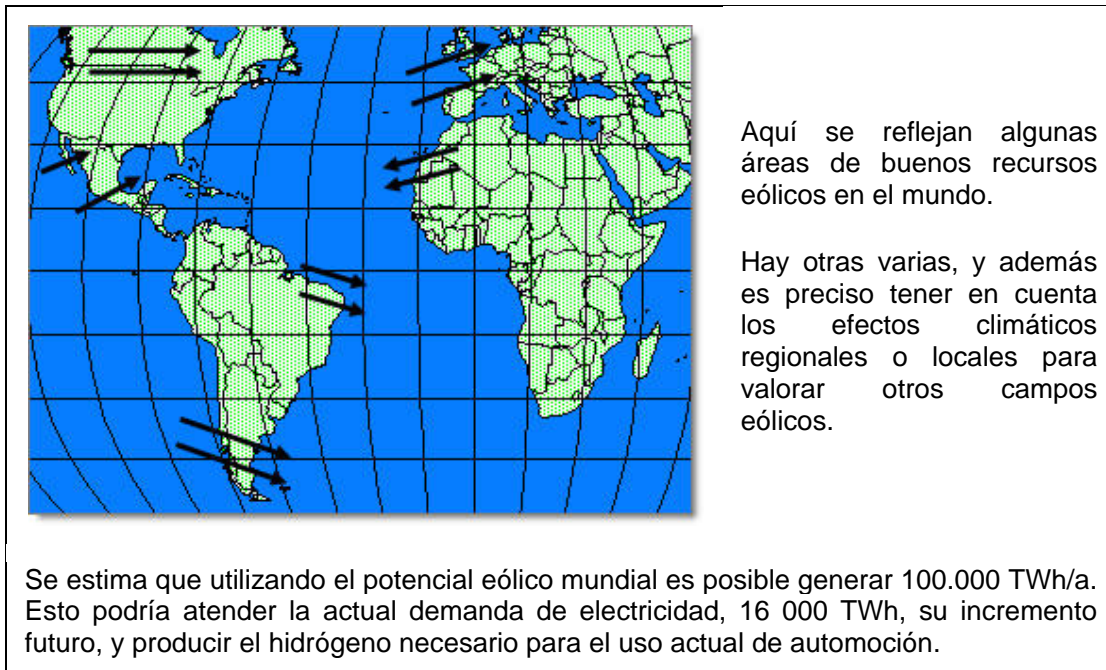 Aquí se reflejan algunas
áreas de buenos recursos
eólicos en el mundo.
Hay otras varias, y además
es preciso tener en cuenta
los efectos climáticos
regionales o locales para
valorar otros campos
eólicos.
Se estima que utilizando el potencial eólico mundial es posible generar 100.000 TWh/a.
Esto podría atender la actual demanda de electricidad, 16 000 TWh, su incremento
futuro, y producir el hidrógeno necesario para el uso actual de automoción.